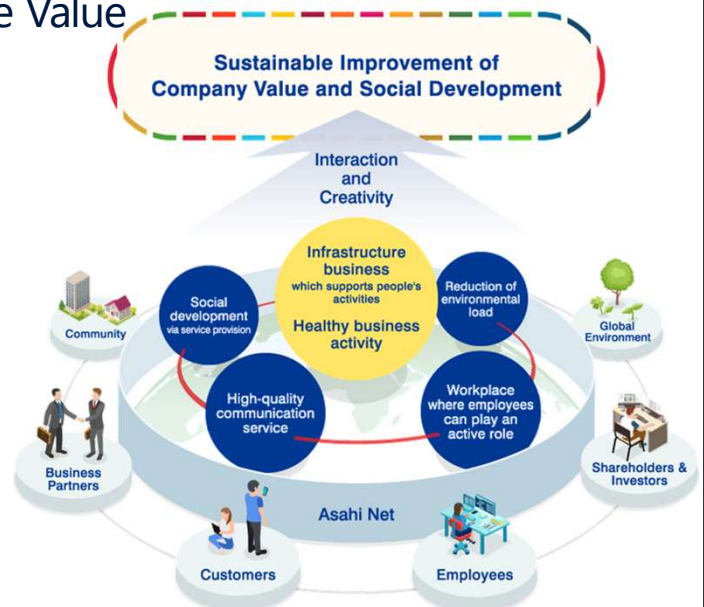 e Value
Sustainable Improvement of
Company Value and Social Development
Interaction
and
Creativity
Infrastructure
business
which supports people's
activities
Healthy business
activity
Social
development
via service provision
Reduction of
environmental
load
High-quality
communication
service
Workplace
where employees
can play an
active role
Community
Global
Environment
Business
Partners
Shareholders &
Investors
Asahi Net
Customers
Employees